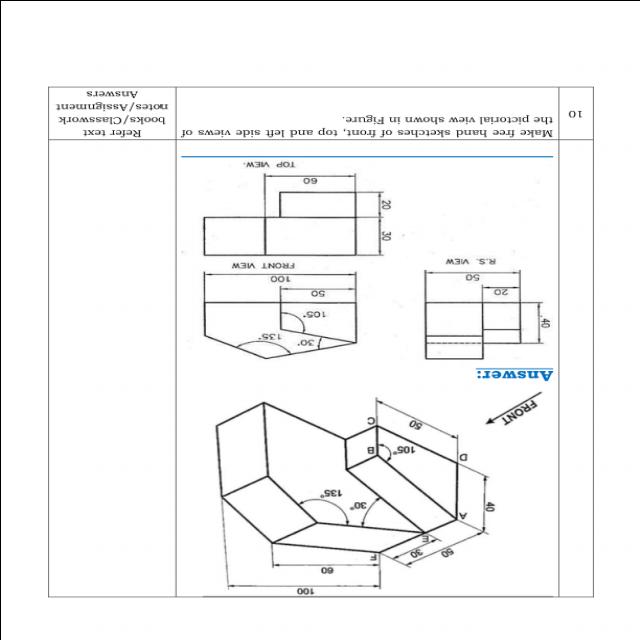 100
60
F
50
30
E
A
40
30°
135°
D
B
105°
C
50
FRONT
Answer:
30°
135°
40
105°
20
50
50
100
R.S. VIEW
FRONT VIEW
30
20
60
TOP VIEW.
10
Make free hand sketches of front, top and left side views of
the pictorial view shown in Figure.
Refer text
books/Classwork
notes/Assignment
Answers